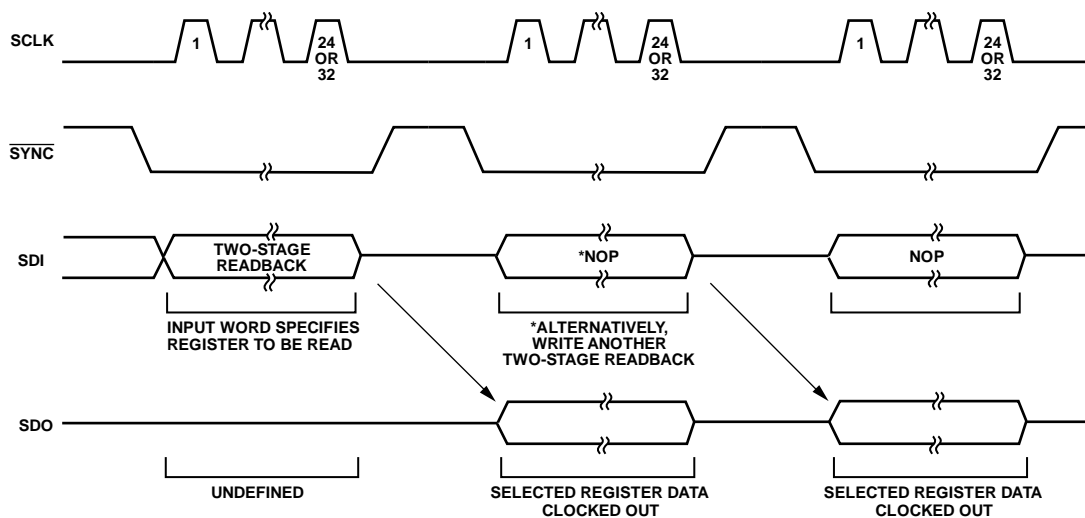 SCLK
1
24
OR
32
1
24
OR
32
1
24
OR
32
SYNC
SDI
TWO-STAGE
READBACK
*NOP
NOP
INPUT WORD SPECIFIES
REGISTER TO BE READ
*ALTERNATIVELY,
WRITE ANOTHER
TWO-STAGE READBACK
SDO
UNDEFINED
SELECTED REGISTER DATA
CLOCKED OUT
SELECTED REGISTER DATA
CLOCKED OUT